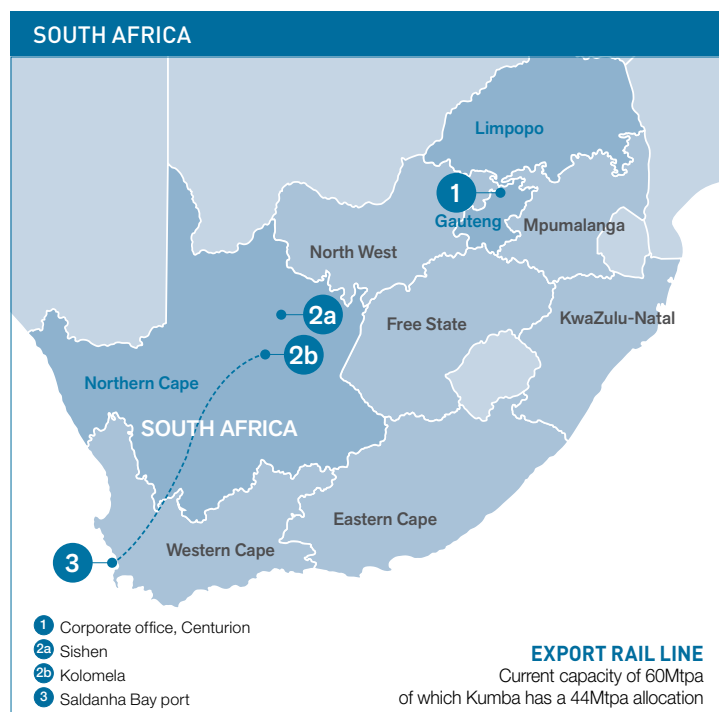 SOUTH AFRICA
Limpopo
1
Gauteng
Mpumalanga
North West
2a
Free State
KwaZulu-Natal
2b
Northern Cape
SOUTH AFRICA
Eastern Cape
Western Cape
3
1 Corporate office, Centurion
2a Sishen
2b Kolomela
3 Saldanha Bay port
EXPORT RAIL LINE
Current capacity of 60Mtpa
of which Kumba has a 44Mtpa allocation